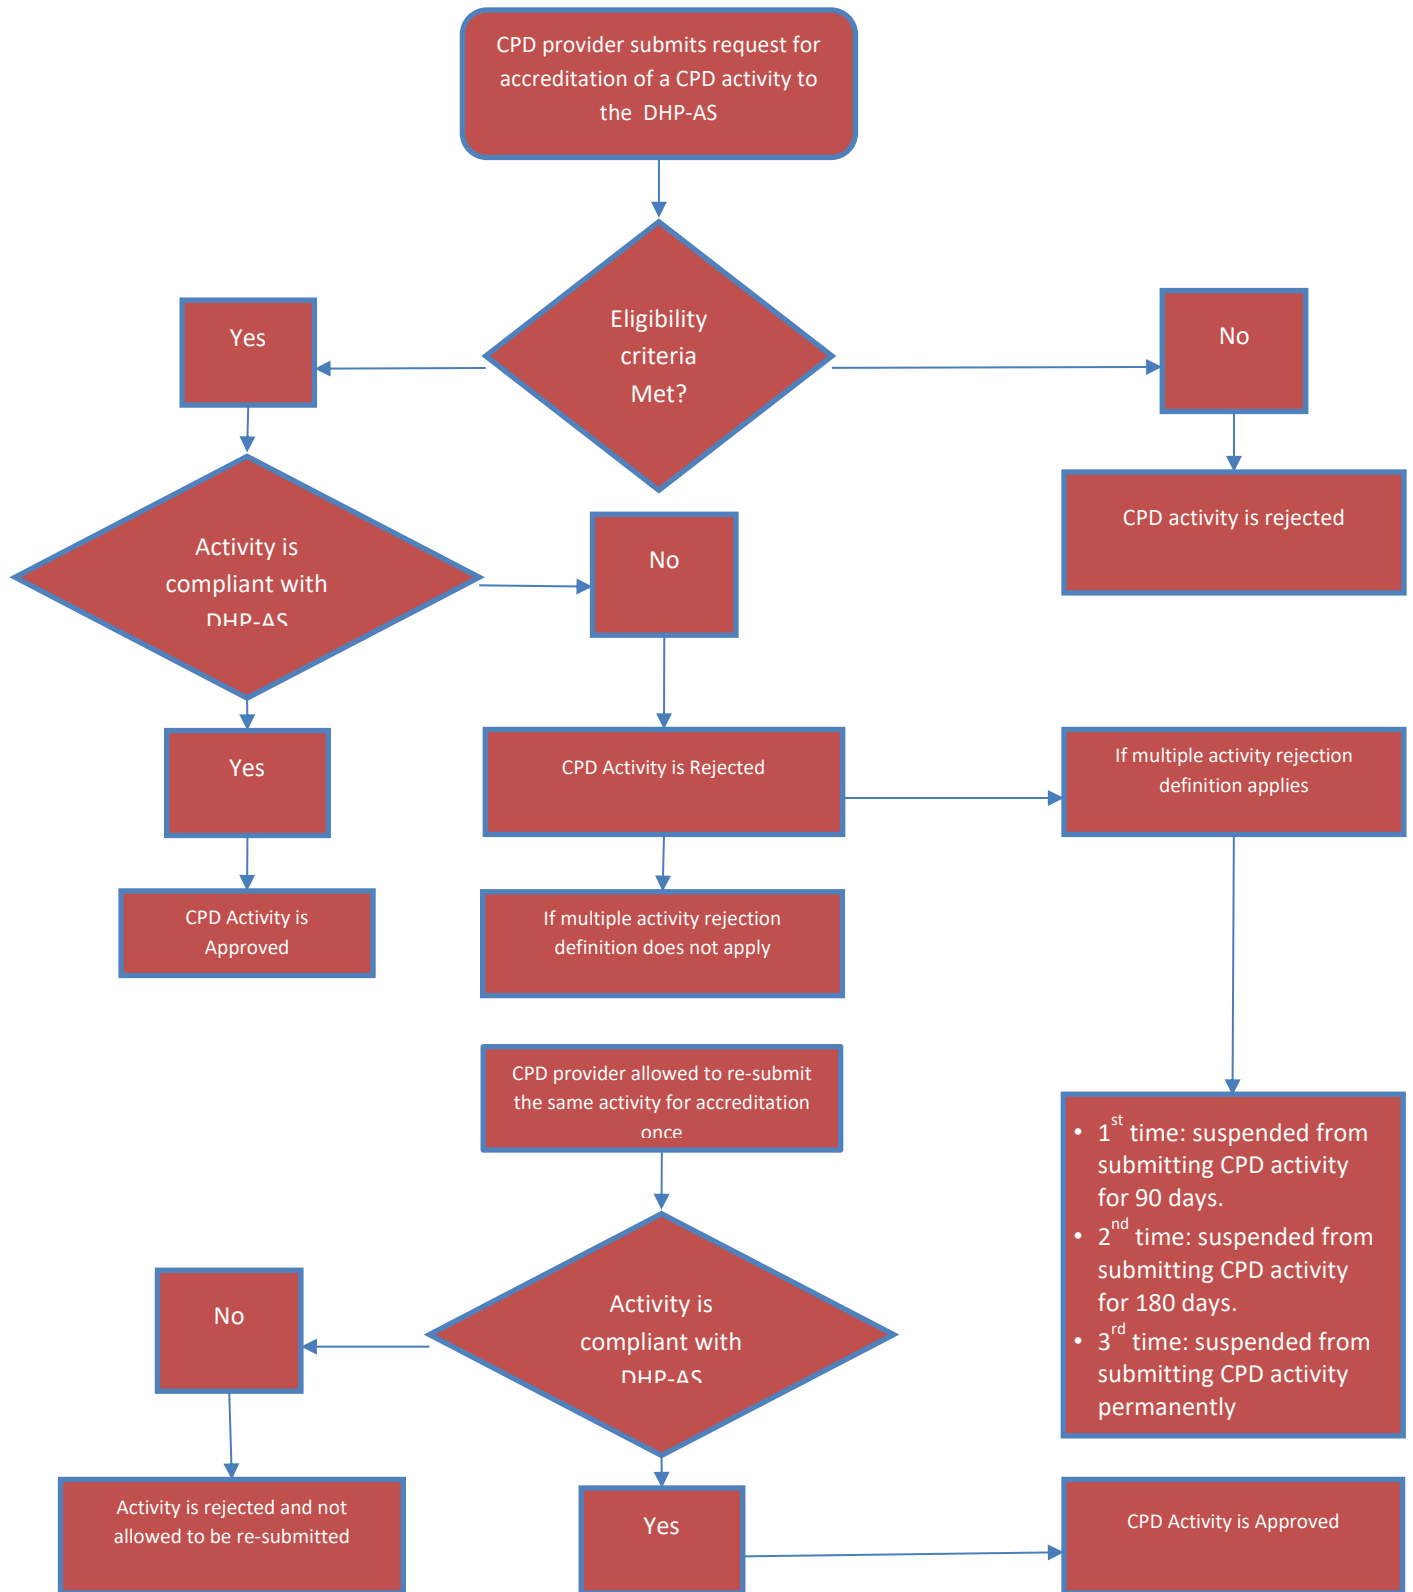 CPD provider submits request for
accreditation of a CPD activity to
the DHP-AS
Eligibility
criteria
Met?
Yes
No
CPD activity is rejected
Activity is
compliant with
DHP-AS
No
Yes
CPD Activity is Rejected
If multiple activity rejection
definition applies
CPD Activity is
Approved
If multiple activity rejection
definition does not apply
CPD provider allowed to re-submit
the same activity for accreditation
once
• 1st time: suspended from
submitting CPD activity
for 90 days.
• 2nd time: suspended from
submitting CPD activity
for 180 days.
• 3rd time: suspended from
submitting CPD activity
permanently
Activity is
compliant with
DHP-AS
No
Activity is rejected and not
allowed to be re-submitted
Yes
CPD Activity is Approved